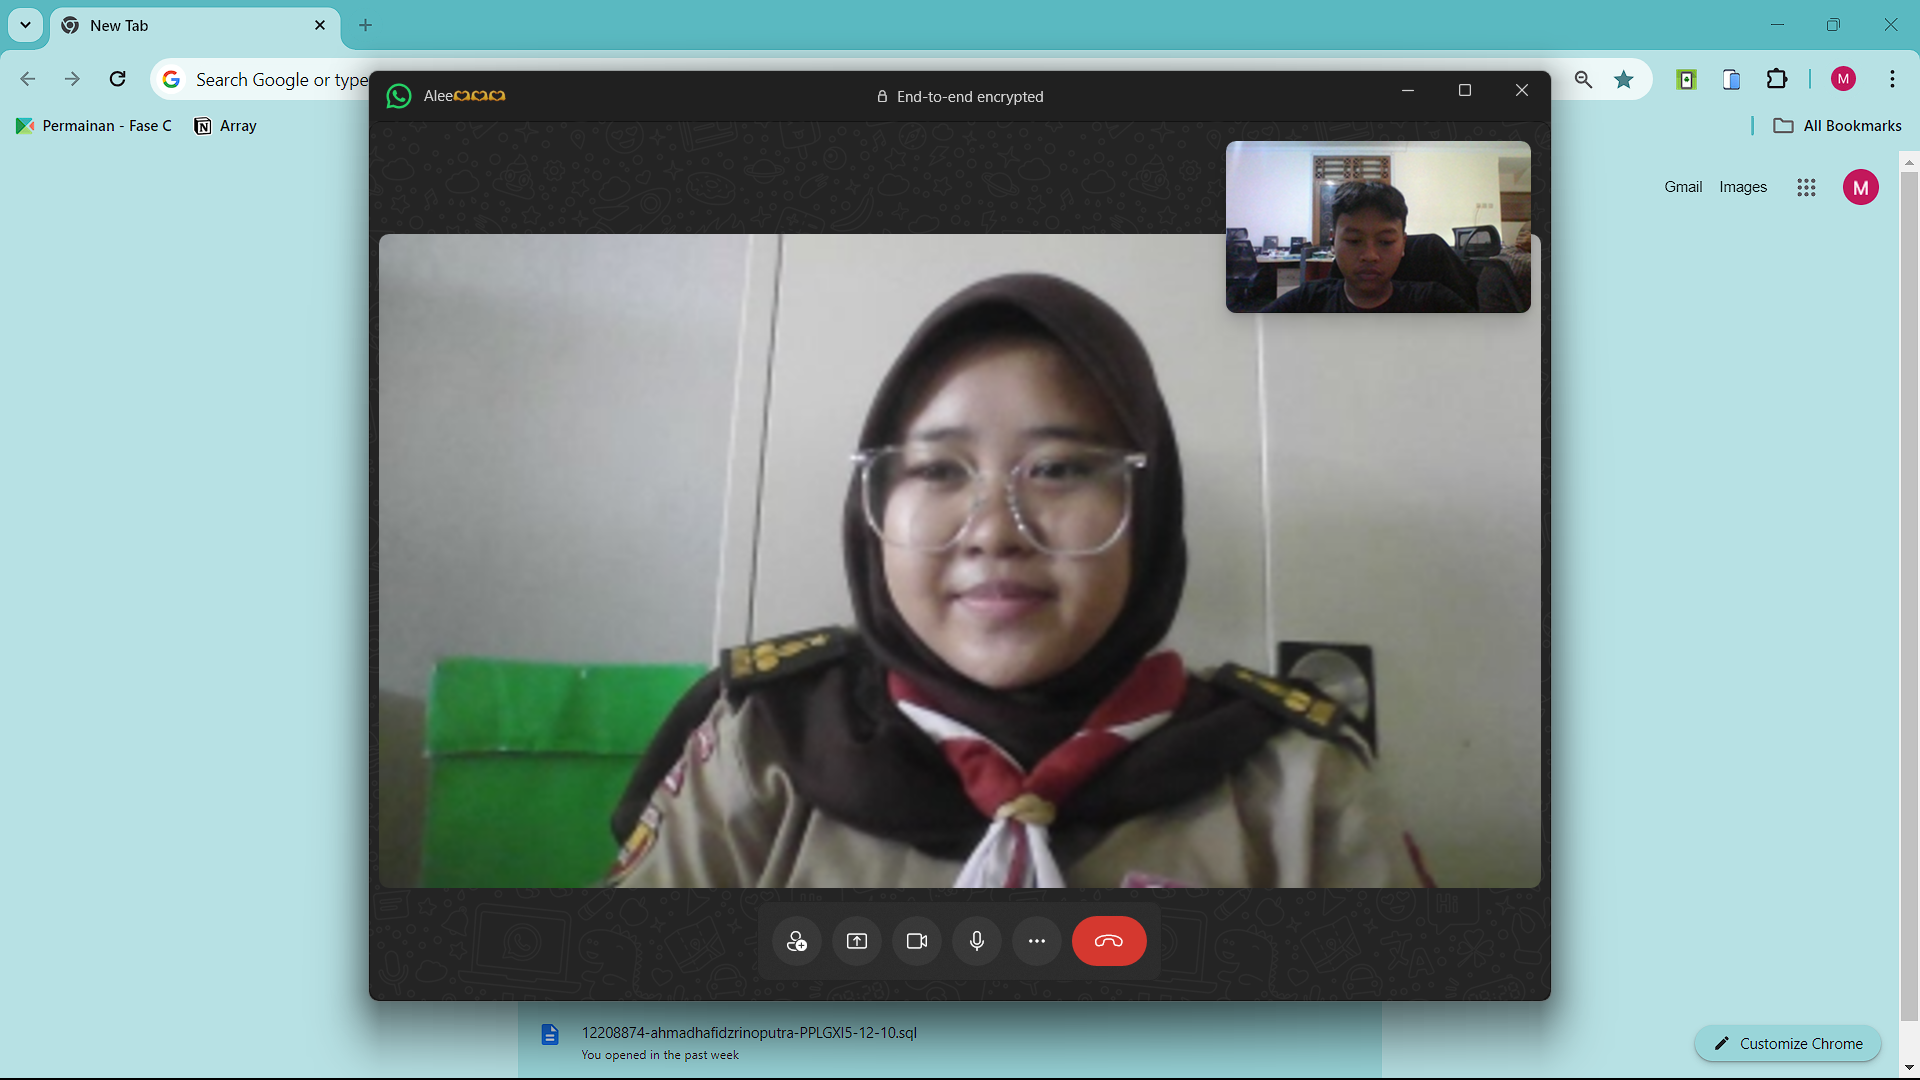 New Tab
Search Google or type
Permainan - Fase C
Array
All Bookmarks
M
Alee
End-to-end encrypted
Gmail
Images
M
12208874-ahmadhafidzrinoputra-PPLGXI5-12-10.sql
You opened in the past week
Customize Chrome